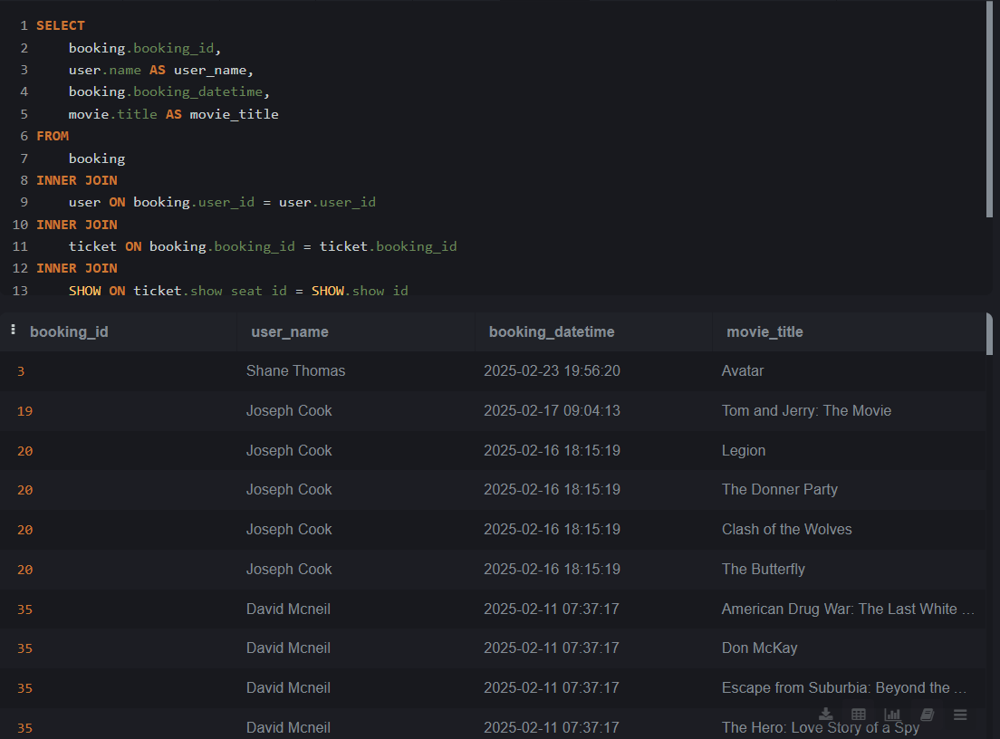 1 SELECT
2 booking.booking_id,
3 user.name AS user_name,
4 booking.booking_datetime,
5 movie.title AS movie_title
6 FROM
7 booking
8 INNER JOIN
9 user ON booking.user_id = user.user_id
10 INNER JOIN
11 ticket ON booking.booking_id = ticket.booking_id
12 INNER JOIN
13 SHOW ON ticket.show_seat_id = SHOW.show_id
booking_id user_name booking_datetime movie_title
3 Shane Thomas 2025-02-23 19:56:20 Avatar
19 Joseph Cook 2025-02-17 09:04:13 Tom and Jerry: The Movie
20 Joseph Cook 2025-02-16 18:15:19 Legion
20 Joseph Cook 2025-02-16 18:15:19 The Donner Party
20 Joseph Cook 2025-02-16 18:15:19 Clash of the Wolves
20 Joseph Cook 2025-02-16 18:15:19 The Butterfly
35 David Mcneil 2025-02-11 07:37:17 American Drug War: The Last White ...
35 David Mcneil 2025-02-11 07:37:17 Don McKay
35 David Mcneil 2025-02-11 07:37:17 Escape from Suburbia: Beyond the ...
35 David Mcneil 2025-02-11 07:37:17 The Hero: Love Story of a Spy